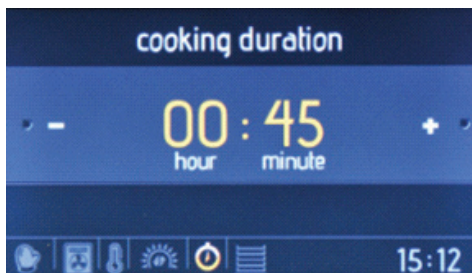 cooking duration
- 00 : 45 +
hour minute
15:12